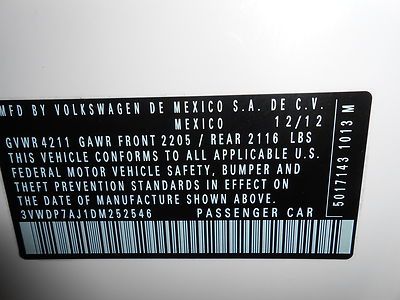 MFD BY VOLKSWAGEN DE MEXICO S.A. DE C.V.
MEXICO 12/12
GVWR 4211 GAWR FRONT 2205 / REAR 2116 LBS
THIS VEHICLE CONFORMS TO ALL APPLICABLE U.S.
FEDERAL MOTOR VEHICLE SAFETY, BUMPER AND
THEFT PREVENTION STANDARDS IN EFFECT ON
THE DATE OF MANUFACTURE SHOWN ABOVE.
3VWDP7AJ1DM252546 PASSENGER CAR
5017143 1013 M